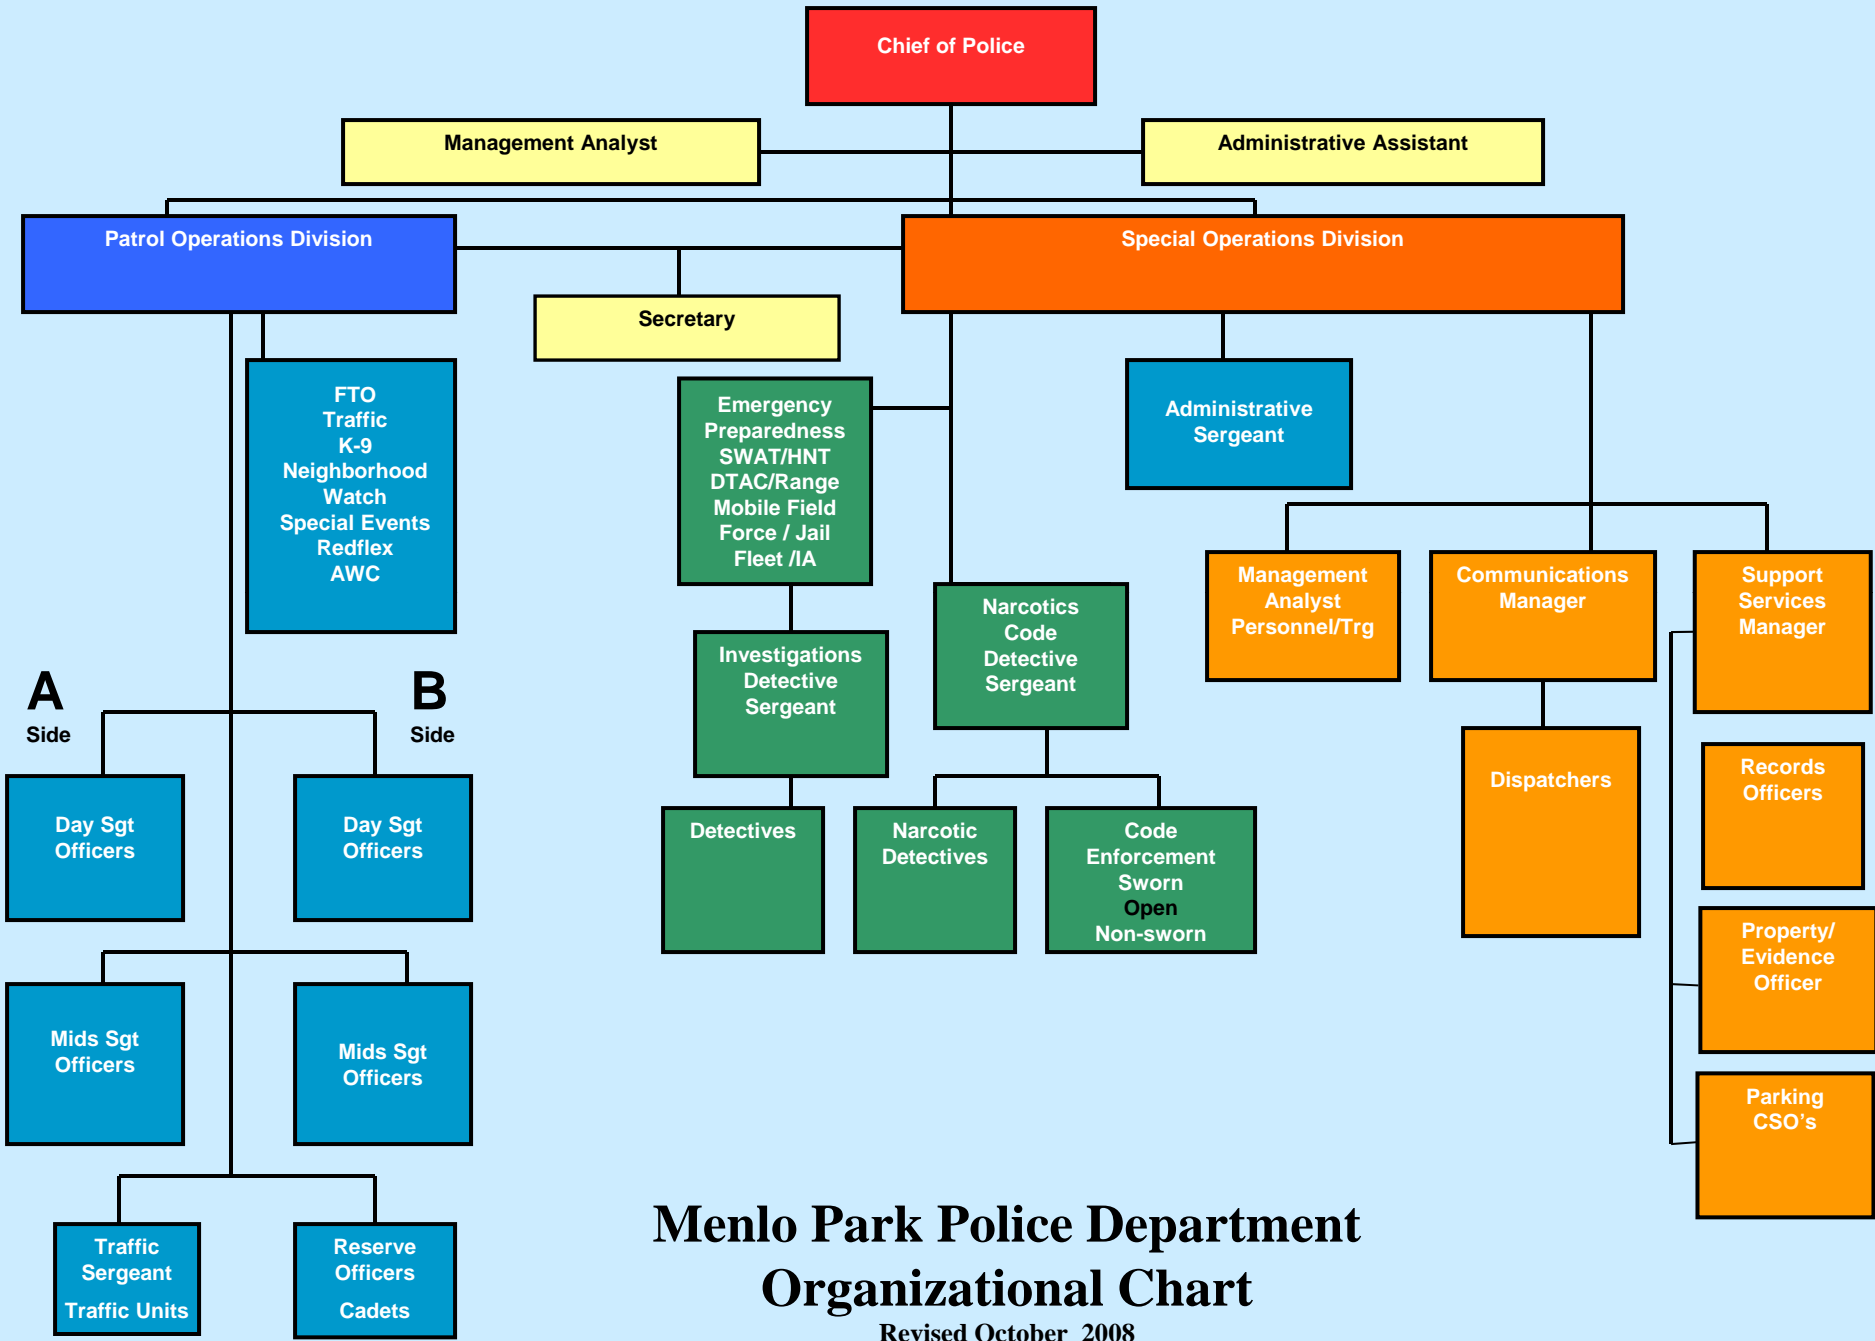 Chief of Police
Management Analyst
Administrative Assistant
Patrol Operations Division
Special Operations Division
Secretary
FTO
Traffic
K-9
Neighborhood
Watch
Special Events
Redflex
AWC
Emergency
Preparedness
SWAT/HNT
DTAC/Range
Mobile Field
Force / Jail
Fleet /IA
Administrative
Sergeant
Management
Analyst
Personnel/Trg
Communications
Manager
Support
Services
Manager
Narcotics
Code
Detective
Sergeant
Investigations
Detective
Sergeant
A
Side
B
Side
Day Sgt
Officers
Day Sgt
Officers
Detectives
Narcotic
Detectives
Code
Enforcement
Sworn
Open
Non-sworn
Dispatchers
Records
Officers
Property/
Evidence
Officer
Mids Sgt
Officers
Mids Sgt
Officers
Parking
CSO's
Traffic
Sergeant
Traffic Units
Reserve
Officers
Cadets
Menlo Park Police Department
Organizational Chart
Revised October  2008